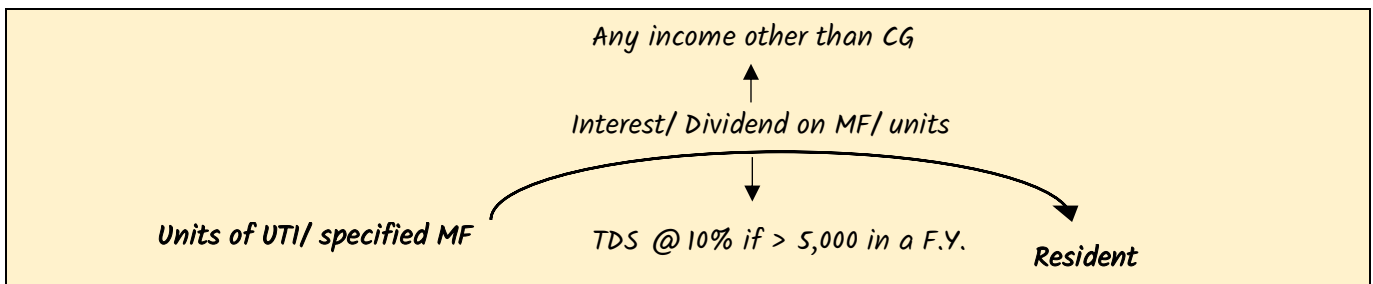 Any income other than CG
Interest/ Dividend on MF/ units
Units of UTI/ specified MF
TDS @ 10% if > 5,000 in a F.Y.
Resident